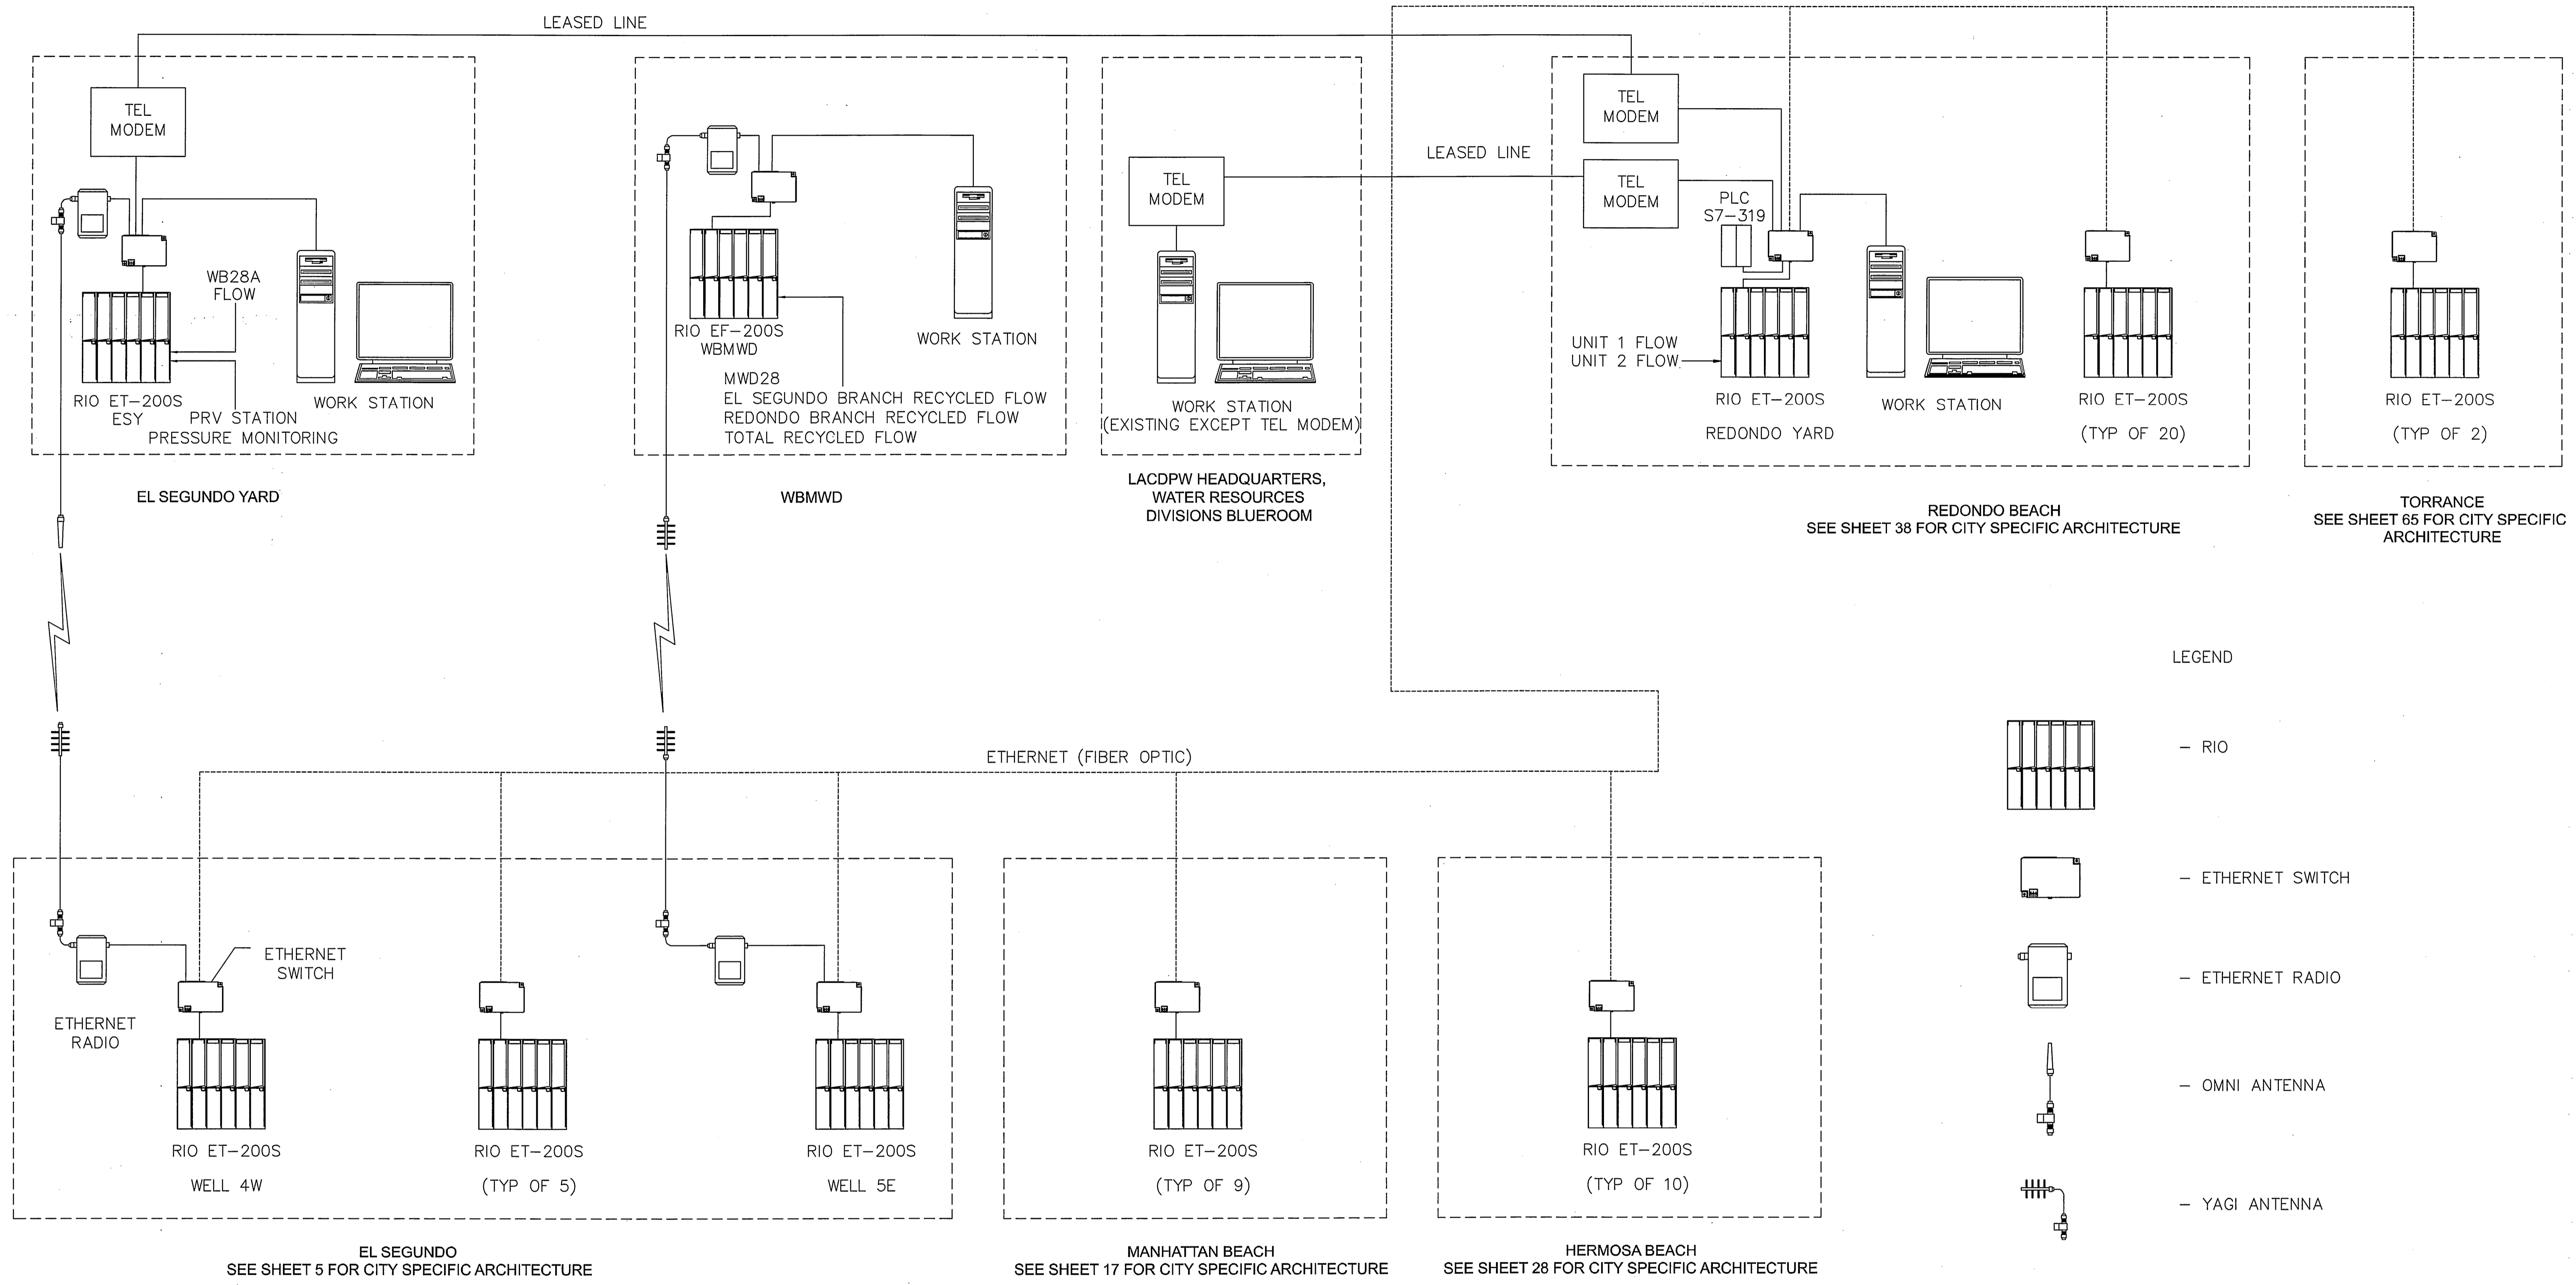 LEASED LINE
TEL
MODEM
WB28A
FLOW
RIO ET-200S
ESY
PRV STATION
PRESSURE MONITORING
WORK STATION
EL SEGUNDO YARD
RIO EF-200S
WBMWD
MWD28
EL SEGUNDO BRANCH RECYCLED FLOW
REDONDO BRANCH RECYCLED FLOW
TOTAL RECYCLED FLOW
WORK STATION
WBMWD
TEL
MODEM
WORK STATION
(EXISTING EXCEPT TEL MODEM)
LACDPW HEADQUARTERS,
WATER RESOURCES
DIVISIONS BLUEROOM
LEASED LINE
TEL
MODEM
TEL
MODEM
PLC
S7-319
UNIT 1 FLOW
UNIT 2 FLOW
RIO ET-200S
REDONDO YARD
WORK STATION
RIO ET-200S
(TYP OF 20)
REDONDO BEACH
SEE SHEET 38 FOR CITY SPECIFIC ARCHITECTURE
RIO ET-200S
(TYP OF 2)
TORRANCE
SEE SHEET 65 FOR CITY SPECIFIC
ARCHITECTURE
ETHERNET (FIBER OPTIC)
ETHERNET
SWITCH
ETHERNET
RADIO
RIO ET-200S
WELL 4W
RIO ET-200S
(TYP OF 5)
RIO ET-200S
WELL 5E
EL SEGUNDO
SEE SHEET 5 FOR CITY SPECIFIC ARCHITECTURE
RIO ET-200S
(TYP OF 9)
MANHATTAN BEACH
SEE SHEET 17 FOR CITY SPECIFIC ARCHITECTURE
RIO ET-200S
(TYP OF 10)
HERMOSA BEACH
SEE SHEET 28 FOR CITY SPECIFIC ARCHITECTURE
LEGEND
- RIO
- ETHERNET SWITCH
- ETHERNET RADIO
- OMNI ANTENNA
- YAGI ANTENNA